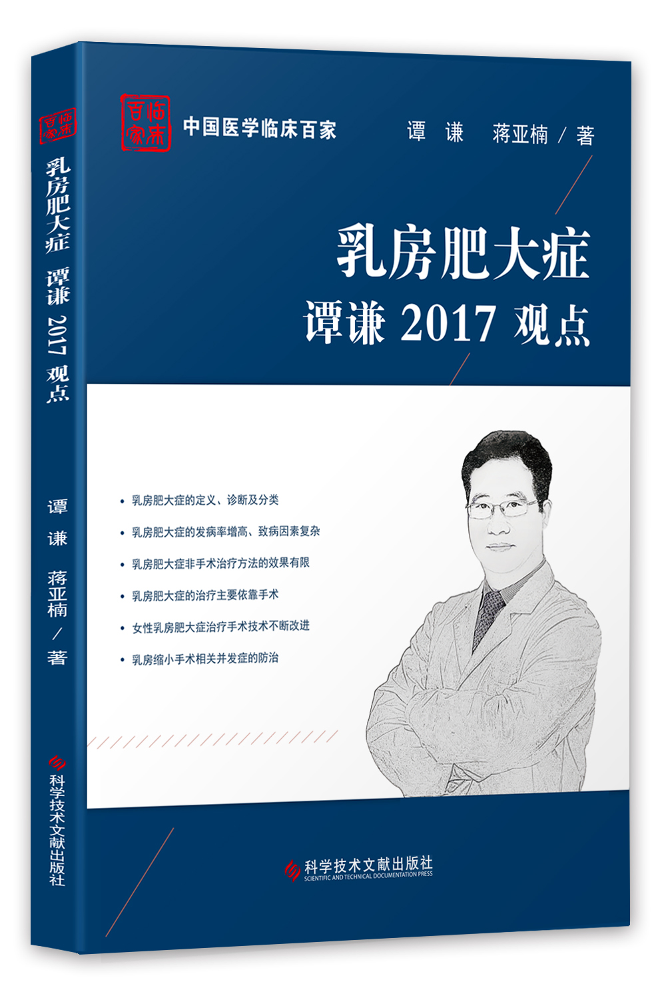 临床
百家
中国医学临床百家
谭 谦 蒋亚楠 / 著
乳房肥大症
谭谦 2017 观点
• 乳房肥大症的定义、诊断及分类
• 乳房肥大症的发病率增高、致病因素复杂
• 乳房肥大症非手术治疗方法的效果有限
• 乳房肥大症的治疗主要依靠手术
• 女性乳房肥大症治疗手术技术不断改进
• 乳房缩小手术相关并发症的防治
科学技术文献出版社
SCIENTIFIC AND TECHNICAL DOCUMENTATION PRESS
临床
百家
乳房肥大症 谭谦 2017 观点
谭 谦 蒋亚楠 / 著
科学技术文献出版社